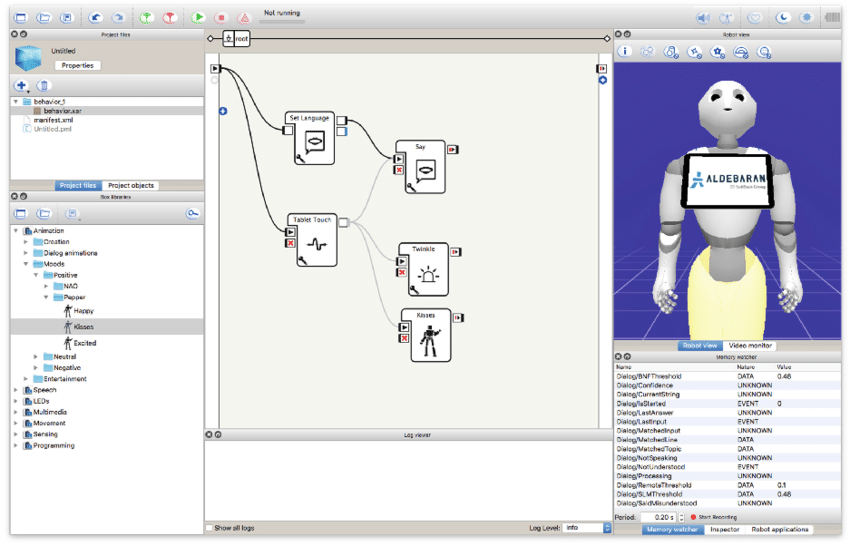 Not running
Project files
Untitled
Properties
behavior_1
behavior.xar
manifest.xml
Untitled.pml
Project files
Project objects
Box libraries
Animation
Creation
Dialog animations
Moods
Positive
NAO
Pepper
Happy
Kisses
Excited
Neutral
Negative
Entertainment
Speech
LEDs
Multimedia
Movement
Sensing
Programming
root
Set Language
Say
Tablet Touch
Twinkle
Kisses
Log viewer
Show all logs
Log Level: Info
Robot view
ALDEBARAN
SoftBank Group
Robot view
Video monitor
Memory watcher
Name Nature Value
Dialog/BNFThreshold DATA 0.48
Dialog/Confidence UNKNOWN
Dialog/CurrentString UNKNOWN
Dialog/IsStarted EVENT 0
Dialog/LastAnswer UNKNOWN
Dialog/LastInput EVENT
Dialog/MatchedInput UNKNOWN
Dialog/MatchedLine DATA
Dialog/MatchedTopic DATA
Dialog/NotSpeaking UNKNOWN
Dialog/NotUnderstood EVENT
Dialog/Processing UNKNOWN
Dialog/RemoteThreshold DATA 0.1
Dialog/SLMThreshold DATA 0.48
Dialog/SaidMisunderstood UNKNOWN
Period: 0.20 s Start Recording
Memory watcher
Inspector
Robot applications